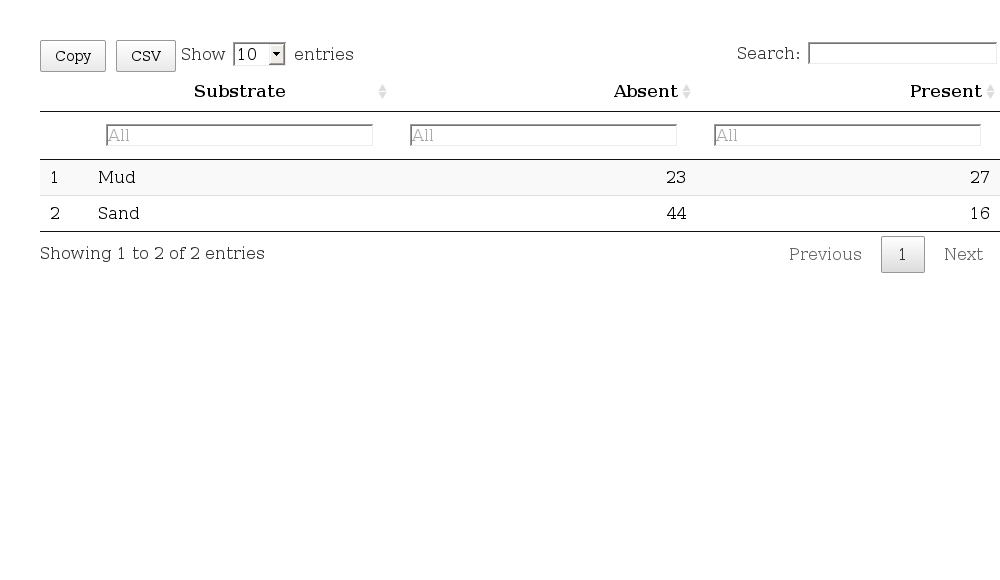 Copy CSV Show 10 entries Search:
Substrate Absent Present
All All All
1 Mud 23 27
2 Sand 44 16
Showing 1 to 2 of 2 entries Previous 1 Next